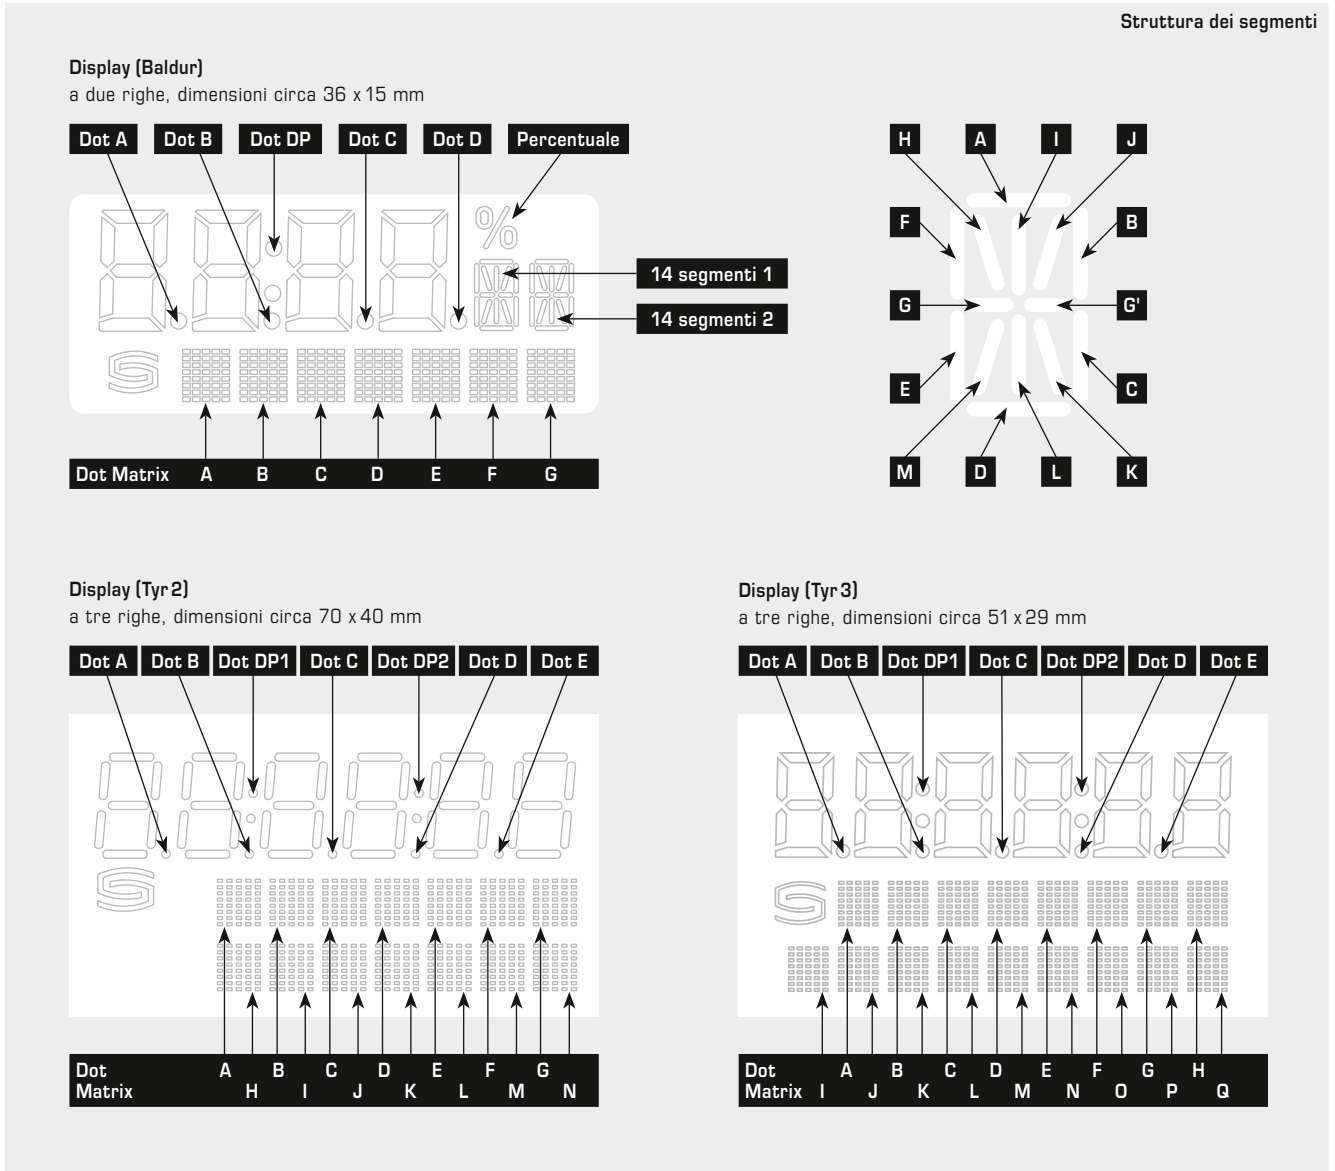 Struttura dei segmenti
Display (Baldur)
a due righe, dimensioni circa 36 x 15 mm
Dot A Dot B Dot DP Dot C Dot D Percentuale
%
14 segmenti 1
14 segmenti 2
S
Dot Matrix A B C D E F G
H A I J
F B
G G'
E C
M D L K
Display (Tyr 2)
a tre righe, dimensioni circa 70 x 40 mm
Dot A Dot B Dot DP1 Dot C Dot DP2 Dot D Dot E
S
Dot A B C D E F G
Matrix H I J K L M N
Display (Tyr 3)
a tre righe, dimensioni circa 51 x 29 mm
Dot A Dot B Dot DP1 Dot C Dot DP2 Dot D Dot E
S
Dot A B C D E F G H
Matrix I J K L M N O P Q